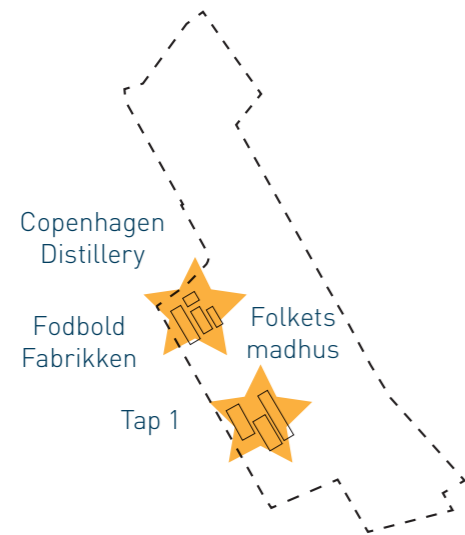 Copenhagen
Distillery
Fodbold
Fabrikken
Folkets
madhus
Tap 1